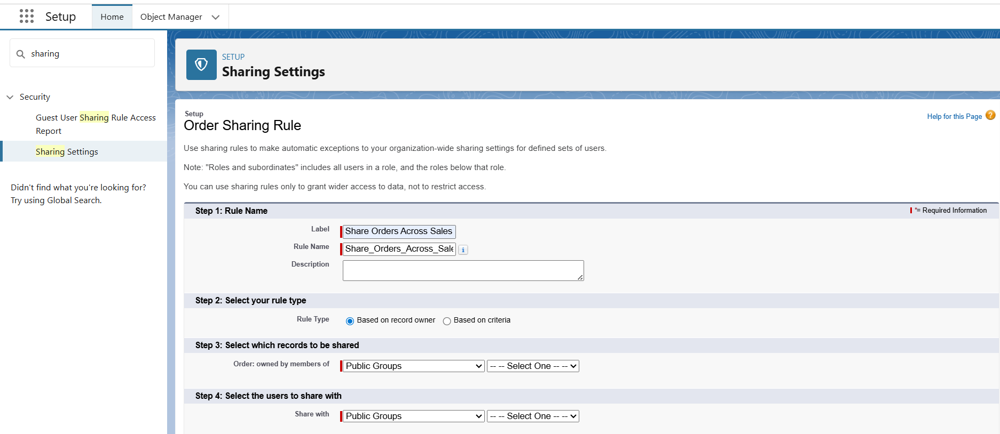 Setup
Home
Object Manager
sharing
Security
Guest User Sharing Rule Access
Report
Sharing Settings
Didn't find what you're looking for?
Try using Global Search.
SETUP
Sharing Settings
Setup
Order Sharing Rule
Help for this Page ?
Use sharing rules to make automatic exceptions to your organization-wide sharing settings for defined sets of users.
Note: "Roles and subordinates" includes all users in a role, and the roles below that role.
You can use sharing rules only to grant wider access to data, not to restrict access.
Step 1: Rule Name
*= Required Information
Label Share Orders Across Sales
Rule Name Share_Orders_Across_Sale i
Description
Step 2: Select your rule type
Rule Type Based on record owner Based on criteria
Step 3: Select which records to be shared
Order: owned by members of Public Groups -- -- Select One -- --
Step 4: Select the users to share with
Share with Public Groups -- -- Select One -- --